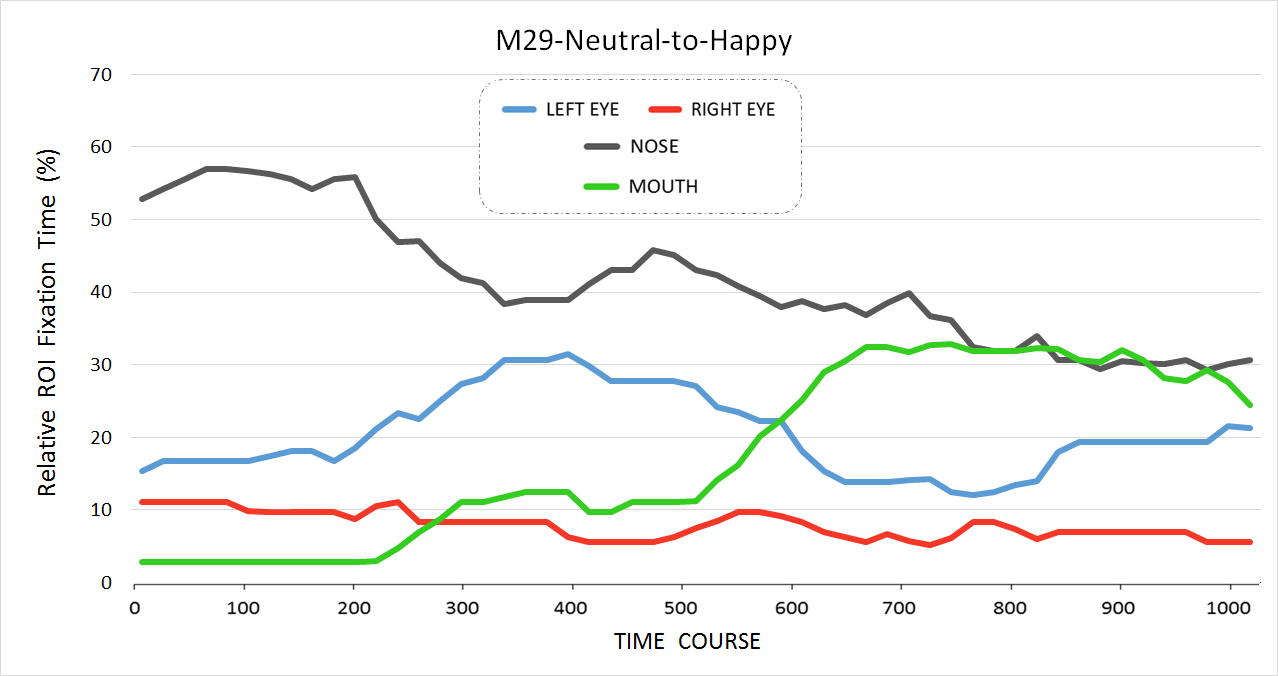 M29-Neutral-to-Happy
70
LEFT EYE RIGHT EYE
60
NOSE
MOUTH
50
40
30
20
10
0
Relative ROI Fixation Time (%)
0 100 200 300 400 500 600 700 800 900 1000
TIME COURSE